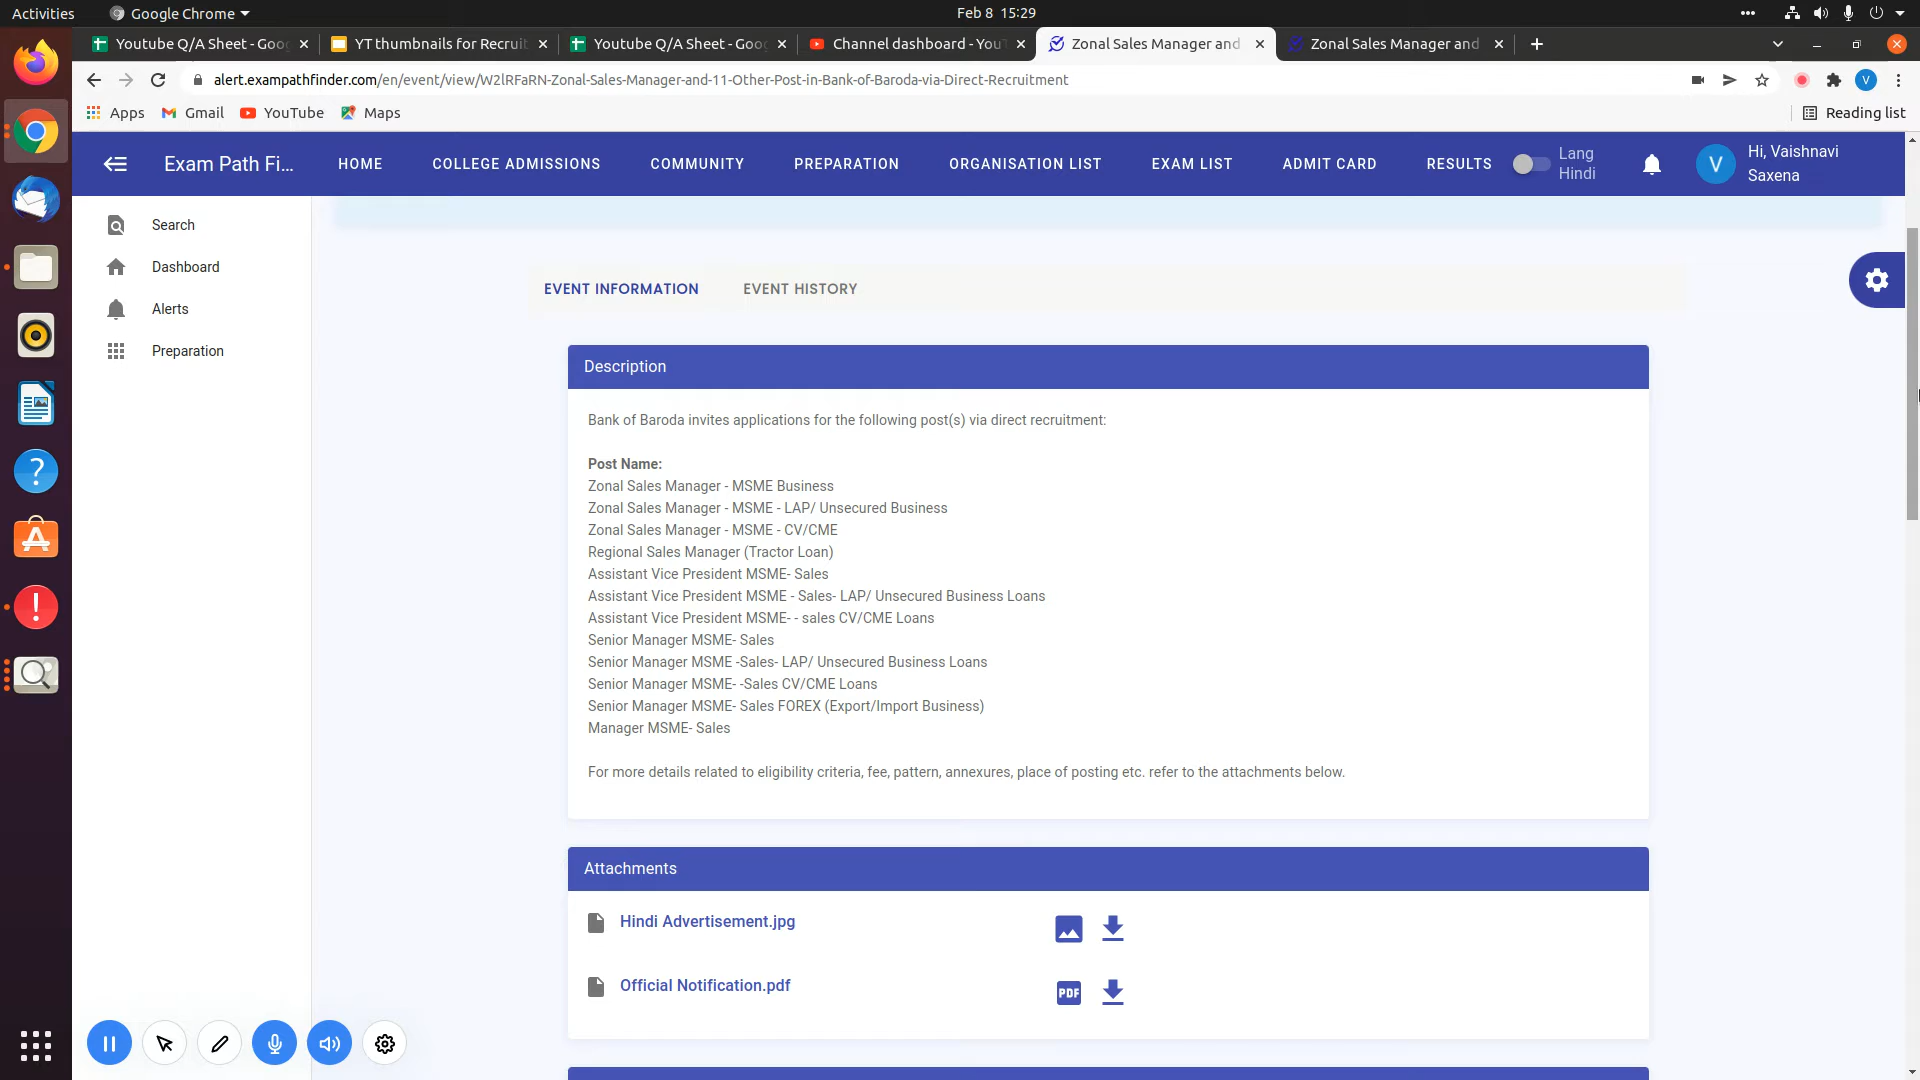 Activities
Google Chrome
Feb 8 15:29
Youtube Q/A Sheet - Goog
YT thumbnails for Recruit
Youtube Q/A Sheet - Goog
Channel dashboard - YouT
Zonal Sales Manager and
Zonal Sales Manager and
alert.exampathfinder.com/en/event/view/W2lRFaRN-Zonal-Sales-Manager-and-11-Other-Post-in-Bank-of-Baroda-via-Direct-Recruitment
V
Apps
Gmail
YouTube
Maps
Reading list
Exam Path Fi...
HOME
COLLEGE ADMISSIONS
COMMUNITY
PREPARATION
ORGANISATION LIST
EXAM LIST
ADMIT CARD
RESULTS
Lang
Hindi
V
Hi, Vaishnavi
Saxena
Search
Dashboard
Alerts
Preparation
EVENT INFORMATION
EVENT HISTORY
Description
Bank of Baroda invites applications for the following post(s) via direct recruitment:
Post Name:
Zonal Sales Manager - MSME Business
Zonal Sales Manager - MSME - LAP/ Unsecured Business
Zonal Sales Manager - MSME - CV/CME
Regional Sales Manager (Tractor Loan)
Assistant Vice President MSME- Sales
Assistant Vice President MSME - Sales- LAP/ Unsecured Business Loans
Assistant Vice President MSME- - sales CV/CME Loans
Senior Manager MSME- Sales
Senior Manager MSME -Sales- LAP/ Unsecured Business Loans
Senior Manager MSME- -Sales CV/CME Loans
Senior Manager MSME- Sales FOREX (Export/Import Business)
Manager MSME- Sales
For more details related to eligibility criteria, fee, pattern, annexures, place of posting etc. refer to the attachments below.
Attachments
Hindi Advertisement.jpg
Official Notification.pdf
PDF